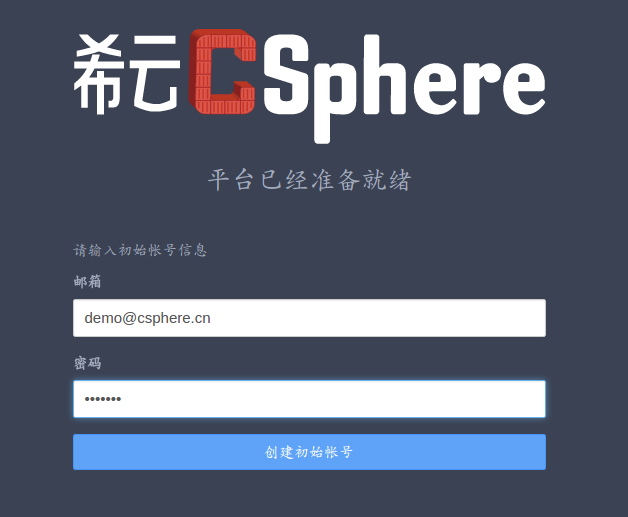 希云CSphere
平台已经准备就绪
请输入初始帐号信息
邮箱
demo@csphere.cn
密码
•••••••
创建初始帐号